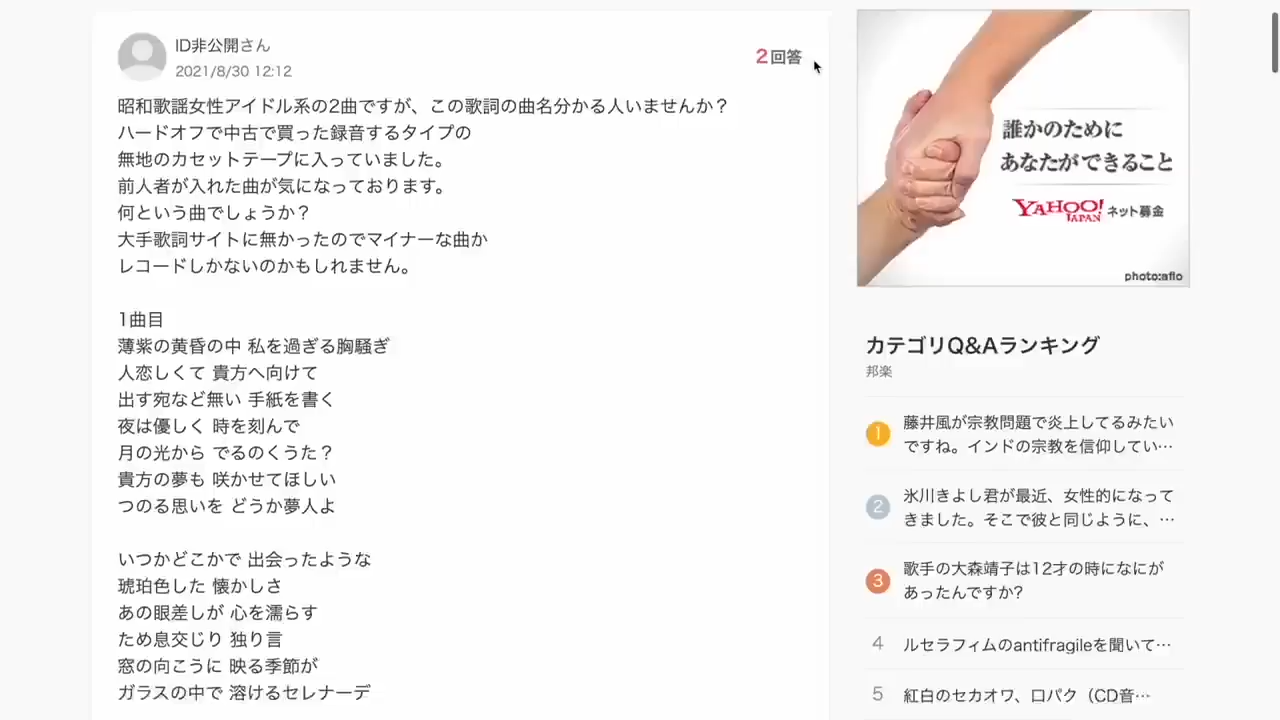 ID非公開さん
2021/8/30 12:12
2回答
昭和歌謡女性アイドル系の2曲ですが、この歌詞の曲名分かる人いませんか？
ハードオフで中古で買った録音するタイプの
無地のカセットテープに入っていました。
前人者が入れた曲が気になっております。
何という曲でしょうか？
大手歌詞サイトに無かったのでマイナーな曲か
レコードしかないのかもしれません。
1曲目
薄紫の黄昏の中 私を過ぎる胸騒ぎ
人恋しくて 貴方へ向けて
出す宛など無い 手紙を書く
夜は優しく 時を刻んで
月の光から でるのくうた？
貴方の夢も 咲かせてほしい
つのる思いを どうか夢人よ
いつかどこかで 出会ったような
琥珀色した 懐かしさ
あの眼差しが 心を濡らす
ため息交じり 独り言
窓の向こうに 映る季節が
ガラスの中で 溶けるセレナーデ
誰かのために
あなたができること
YAHOO! JAPAN ネット募金
photo:aflo
カテゴリQ&Aランキング
邦楽
1 藤井風が宗教問題で炎上してるみたい
ですね。インドの宗教を信仰してい…
2 氷川きよし君が最近、女性的になって
きました。そこで彼と同じように、…
3 歌手の大森靖子は12才の時になにが
あったんですか?
4 ルセラフィムのantifragileを聞いて…
5 紅白のセカオワ、口パク（CD音…